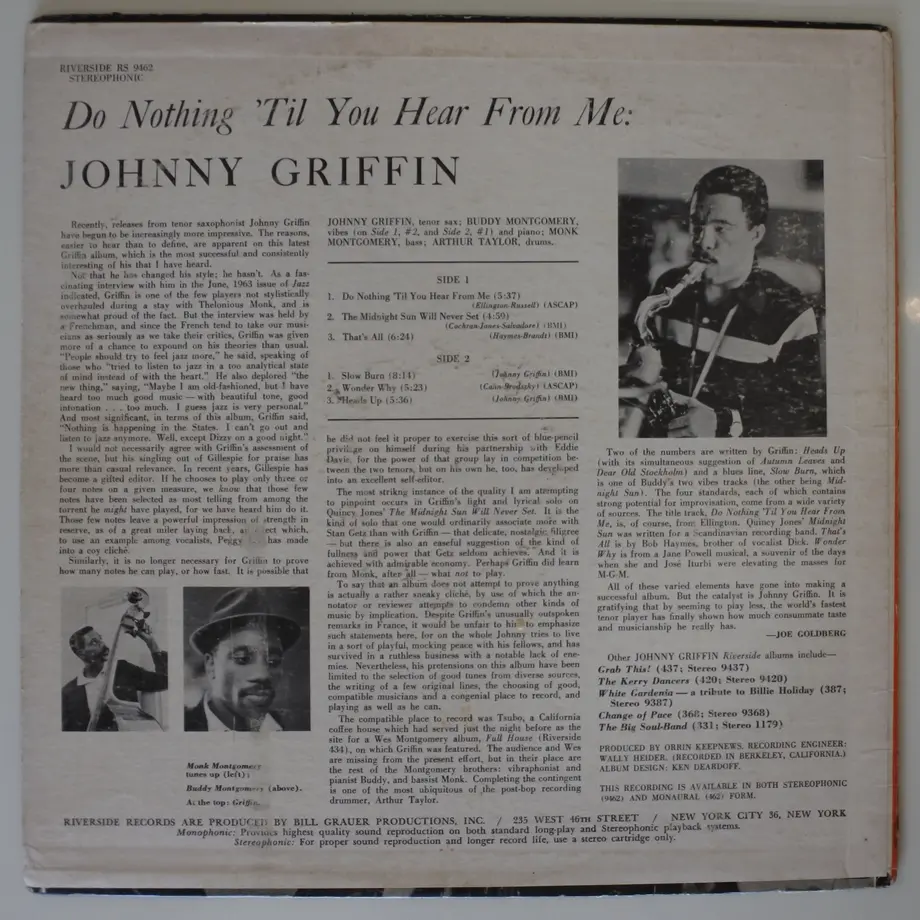 RIVERSIDE RS 9462
STEREOPHONIC
Do Nothing 'Til You Hear From Me:
JOHNNY GRIFFIN
Recently, releases from tenor saxophonist Johnny Griffin
have begun to be increasingly more impressive. The reasons,
easier to hear than to define, are apparent on this latest
Griffin album, which is the most successful and consistently
interesting of his that I have heard.
Not that he has changed his style; he hasn't. As a fas-
cinating interview with him in the June, 1963 issue of Jazz
indicated, Griffin is one of the few players not stylistically
overhauled during a stay with Thelonious Monk, and is
somewhat proud of the fact. But the interview was held by
a Frenchman, and since the French tend to take our musi-
cians as seriously as we take their critics, Griffin was given
more of a chance to expound on his theories than usual.
"People should try to feel jazz more," he said, speaking of
those who "tried to listen to jazz in a too analytical state
of mind instead of with the heart." He also deplored "the
new thing," saying, "Maybe I am old-fashioned, but I have
heard too much good music — with beautiful tone, good
intonation . . . too much. I guess jazz is very personal."
And most significant, in terms of this album, Griffin said,
"Nothing is happening in the States. I can't go out and
listen to jazz anymore. Well, except Dizzy on a good night."
I would not necessarily agree with Griffin's assessment of
the scene, but his singling out of Gillespie for praise has
more than casual relevance. In recent years, Gillespie has
become a gifted editor. If he chooses to play only three or
four notes on a given measure, we know that those few
notes have been selected as most telling from among the
torrent he might have played, for we have heard him do it.
Those few notes leave a powerful impression of strength in
reserve, as of a great miler laying back, a ect which,
to use an example among vocalists, Peggy has made
into a coy cliché.
Similarly, it is no longer necessary for Griffin to prove
how many notes he can play, or how fast. It is possible that
Monk Montgomery
tunes up (left);
Buddy Montgomery (above).
At the top: Griffin.
JOHNNY GRIFFIN, tenor sax; BUDDY MONTGOMERY,
vibes (on Side 1, #2, and Side 2, #1) and piano; MONK
MONTGOMERY, bass; ARTHUR TAYLOR, drums.
SIDE 1
1. Do Nothing 'Til You Hear From Me (5:37)
(Ellington-Russell) (ASCAP)
2. The Midnight Sun Will Never Set (4:59)
(Cochran-Jones-Salvadore) (BMI)
3. That's All (6:24) (Haymes-Brandt) (BMI)
SIDE 2
1. Slow Burn (8:14) (Johnny Griffin) (BMI)
2. Wonder Why (5:23) (Cahn-Brodszky) (ASCAP)
3. Heads Up (5:36) (Johnny Griffin) (BMI)
he did not feel it proper to exercise this sort of blue-pencil
privilege on himself during his partnership with Eddie
Davis, for the power of that group lay in competition be-
tween the two tenors, but on his own he, too, has developed
into an excellent self-editor.
The most striking instance of the quality I am attempting
to pinpoint occurs in Griffin's light and lyrical solo on
Quincy Jones' The Midnight Sun Will Never Set. It is the
kind of solo that one would ordinarily associate more with
Stan Getz than with Griffin — that delicate, nostalgic filigree
— but there is also an easeful suggestion of the kind of
fullness and power that Getz seldom achieves. And it is
achieved with admirable economy. Perhaps Griffin did learn
from Monk, after all — what not to play.
To say that an album does not attempt to prove anything
is actually a rather sneaky cliché, by use of which the an-
notator or reviewer attempts to condemn other kinds of
music by implication. Despite Griffin's unusually outspoken
remarks in France, it would be unfair to his to emphasize
such statements here, for on the whole Johnny tries to live
in a sort of playful, mocking peace with his fellows, and has
survived in a ruthless business with a notable lack of ene-
mies. Nevertheless, his pretensions on this album have been
limited to the selection of good tunes from diverse sources,
the writing of a few original lines, the choosing of good,
compatible musicians and a congenial place to record, and
playing as well as he can.
The compatible place to record was Tsubo, a California
coffee house which had served just the night before as the
site for a Wes Montgomery album, Full House (Riverside
434), on which Griffin was featured. The audience and Wes
are missing from the present effort, but in their place are
the rest of the Montgomery brothers: vibraphonist and
pianist Buddy, and bassist Monk. Completing the contingent
is one of the most ubiquitous of the post-bop recording
drummer, Arthur Taylor.
Two of the numbers are written by Griffin: Heads Up
(with its simultaneous suggestion of Autumn Leaves and
Dear Old Stockholm) and a blues line, Slow Burn, which
is one of Buddy's two vibes tracks (the other being Mid-
night Sun). The four standards, each of which contains
strong potential for improvisation, come from a wide variety
of sources. The title track, Do Nothing 'Til You Hear From
Me, is, of course, from Ellington. Quincy Jones' Midnight
Sun was written for a Scandinavian recording band. That's
All is by Bob Haymes, brother of vocalist Dick. Wonder
Why is from a Jane Powell musical, a souvenir of the days
when she and José Iturbi were elevating the masses for
M-G-M.
All of these varied elements have gone into making a
successful album. But the catalyst is Johnny Griffin. It is
gratifying that by seeming to play less, the world's fastest
tenor player has finally shown how much consummate taste
and musicianship he really has.
—JOE GOLDBERG
Other JOHNNY GRIFFIN Riverside albums include—
Grab This! (437; Stereo 9437)
The Kerry Dancers (420; Stereo 9420)
White Gardenia — a tribute to Billie Holiday (387;
Stereo 9387)
Change of Pace (368; Stereo 9368)
The Big Soul-Band (331; Stereo 1179)
PRODUCED BY ORRIN KEEPNEWS. RECORDING ENGINEER:
WALLY HEIDER. (RECORDED IN BERKELEY, CALIFORNIA.)
ALBUM DESIGN: KEN DEARDOFF.
THIS RECORDING IS AVAILABLE IN BOTH STEREOPHONIC
(9462) AND MONAURAL (462) FORM.
RIVERSIDE RECORDS ARE PRODUCED BY BILL GRAUER PRODUCTIONS, INC. / 235 WEST 46TH STREET / NEW YORK CITY 36, NEW YORK
Monophonic: Provides highest quality sound reproduction on both standard long-play and Stereophonic playback systems.
Stereophonic: For proper sound reproduction and longer record life, use a stereo cartridge only.